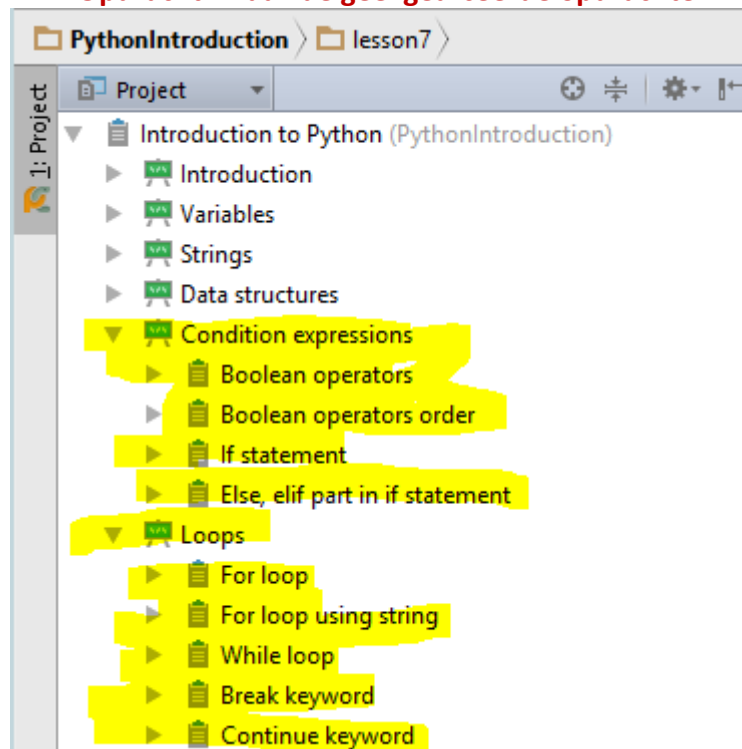 PythonIntroduction lesson7
1: Project
Project
Introduction to Python (PythonIntroduction)
Introduction
Variables
Strings
Data structures
Condition expressions
Boolean operators
Boolean operators order
If statement
Else, elif part in if statement
Loops
For loop
For loop using string
While loop
Break keyword
Continue keyword